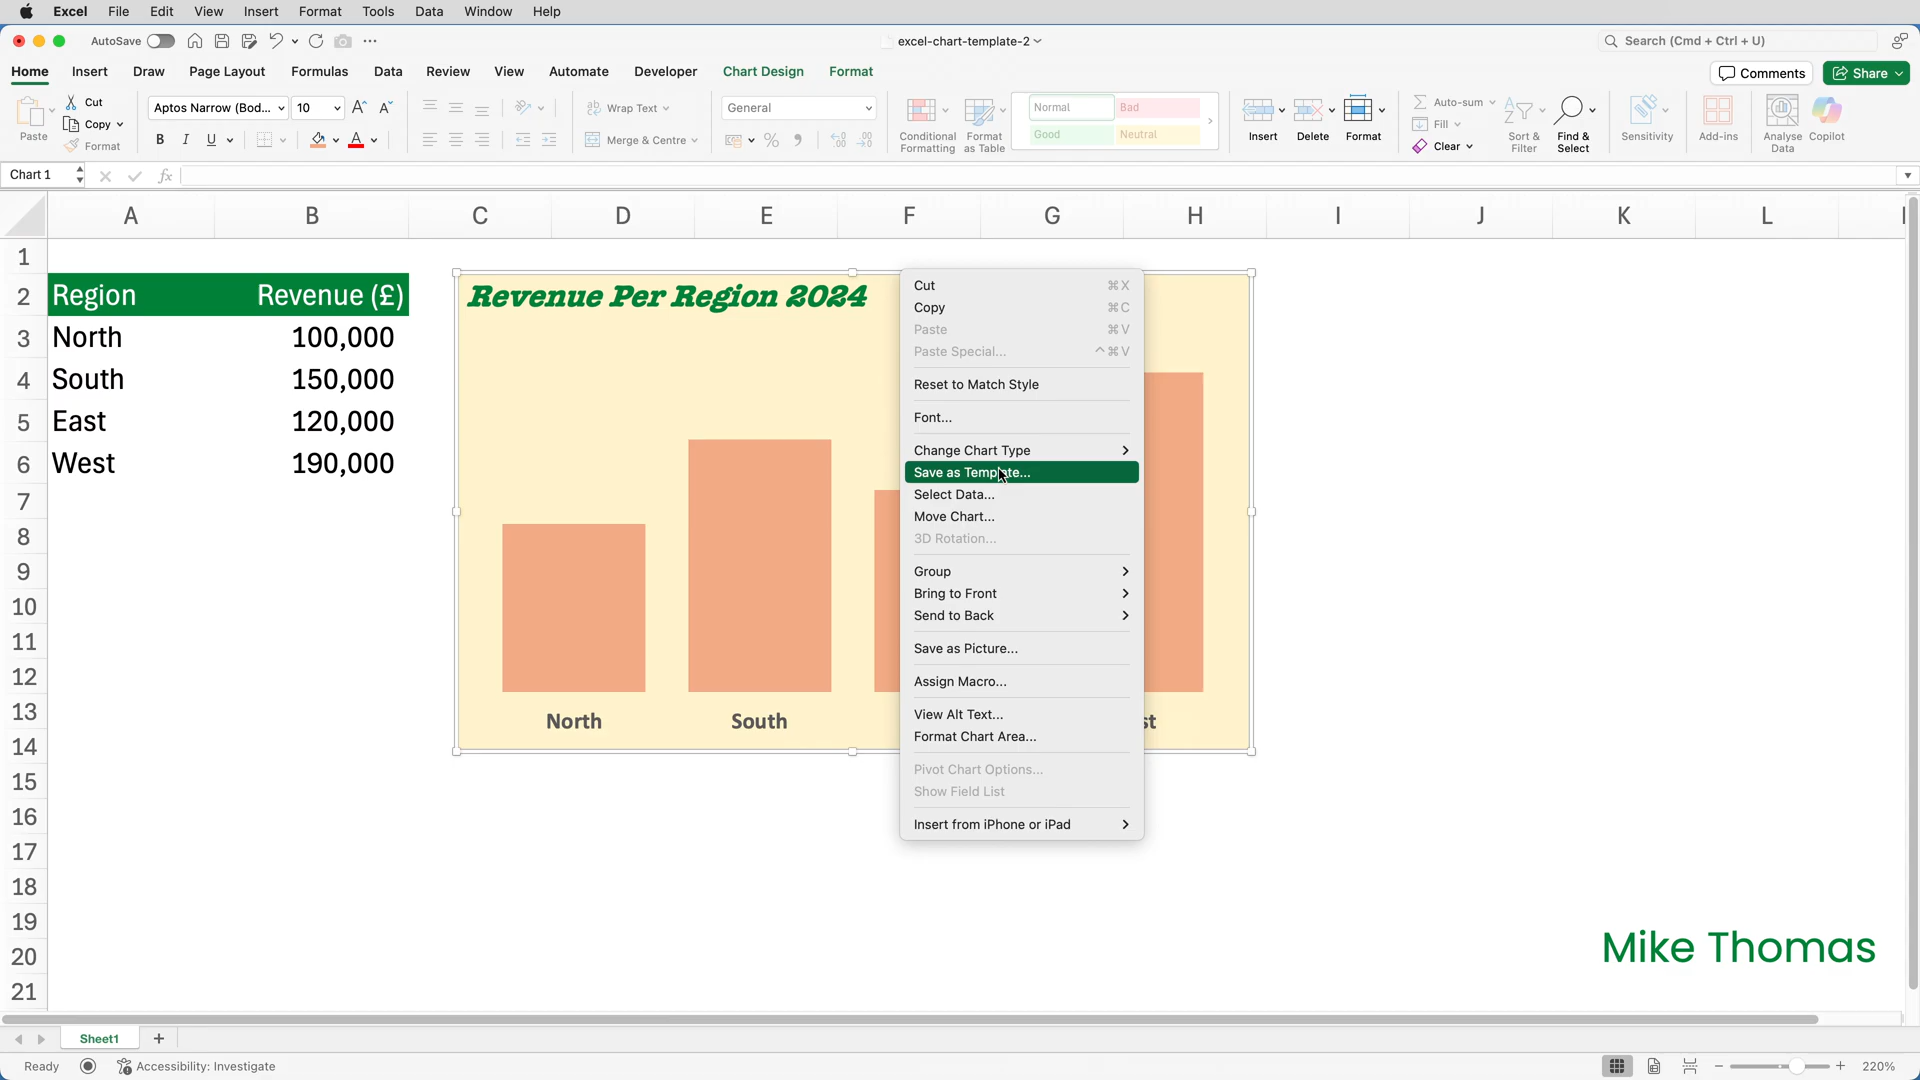 Excel File Edit View Insert Format Tools Data Window Help
AutoSave excel-chart-template-2 Search (Cmd + Ctrl + U)
Home Insert Draw Page Layout Formulas Data Review View Automate Developer Chart Design Format Comments Share
Paste Cut Copy Format
Aptos Narrow (Bod... 10 A A
B I U A
Wrap Text
Merge & Centre
General
%
Conditional Formatting
Format as Table
Normal Bad
Good Neutral
Insert Delete Format
Auto-sum
Fill
Clear
Sort & Filter
Find & Select
Sensitivity
Add-ins
Analyse Data
Copilot
Chart 1 fx
A B C D E F G H I J K L
1
2 Region Revenue (£)
3 North 100,000
4 South 150,000
5 East 120,000
6 West 190,000
7
8
9
10
11
12
13
14
15
16
17
18
19
20
21
Revenue Per Region 2024
North South st
Cut ⌘X
Copy ⌘C
Paste ⌘V
Paste Special... ^⌘V
Reset to Match Style
Font...
Change Chart Type
Save as Template...
Select Data...
Move Chart...
3D Rotation...
Group
Bring to Front
Send to Back
Save as Picture...
Assign Macro...
View Alt Text...
Format Chart Area...
Pivot Chart Options...
Show Field List
Insert from iPhone or iPad
Mike Thomas
Sheet1 +
Ready Accessibility: Investigate − + 220%